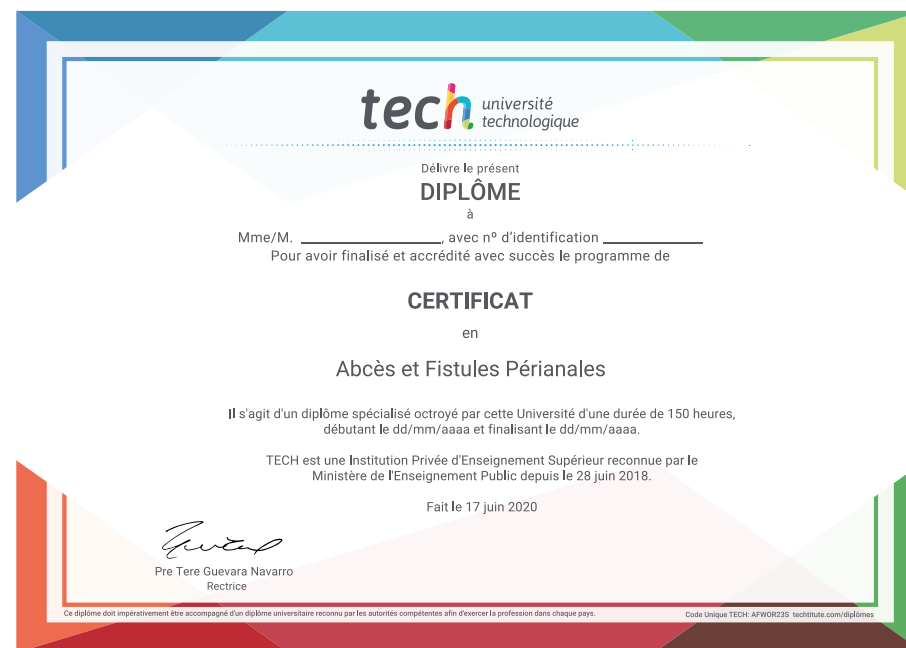 tech université
technologique
Délivre le présent
DIPLÔME
à
Mme/M. ____________________, avec nº d'identification ______________
Pour avoir finalisé et accrédité avec succès le programme de
CERTIFICAT
en
Abcès et Fistules Périanales
Il s'agit d'un diplôme spécialisé octroyé par cette Université d'une durée de 150 heures,
débutant le dd/mm/aaaa et finalisant le dd/mm/aaaa.
TECH est une Institution Privée d'Enseignement Supérieur reconnue par le
Ministère de l'Enseignement Public depuis le 28 juin 2018.
Fait le 17 juin 2020
Pre Tere Guevara Navarro
Rectrice
Ce diplôme doit impérativement être accompagné d'un diplôme universitaire reconnu par les autorités compétentes afin d'exercer la profession dans chaque pays.
Code Unique TECH: AFWOR23S techtitute.com/diplômes